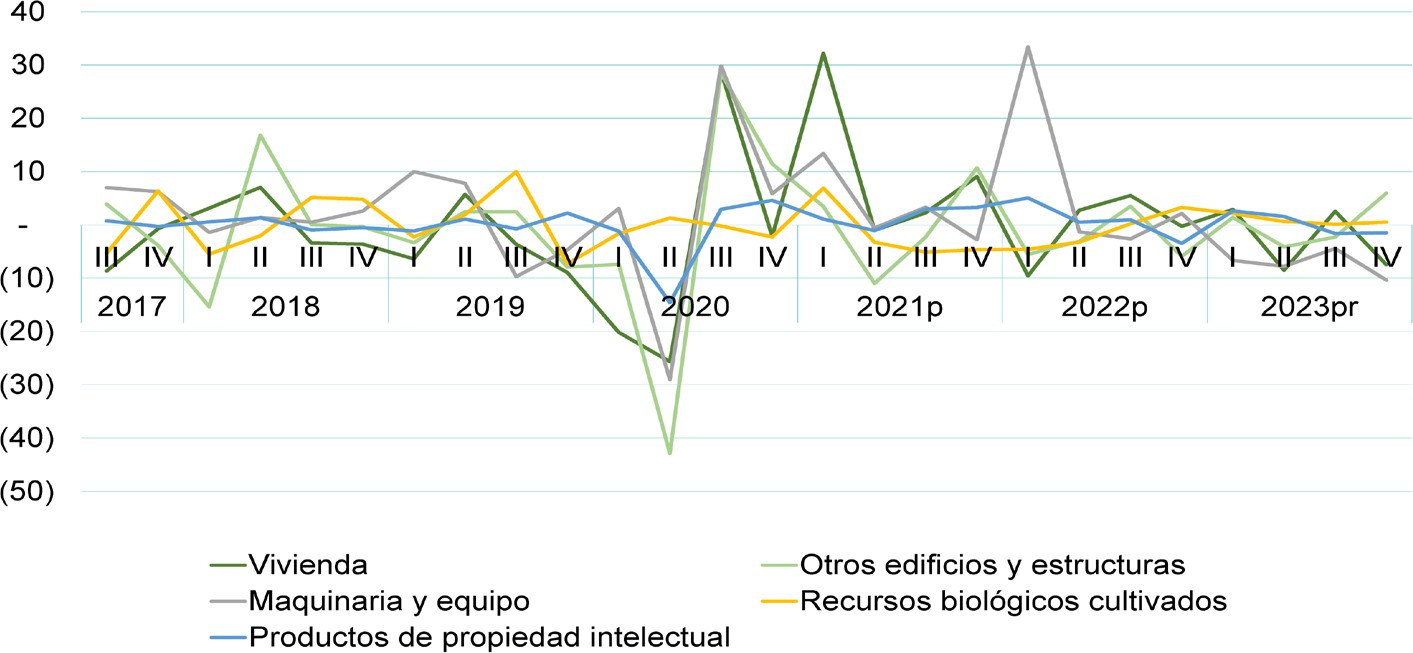 40
30
20
10
-
III IV I II III IV I II III IV I II III IV I II III IV I II III IV I II III IV
(10)
2017 2018 2019 2020 2021p 2022p 2023pr
(20)
(30)
(40)
(50)
Vivienda Otros edificios y estructuras
Maquinaria y equipo Recursos biológicos cultivados
Productos de propiedad intelectual